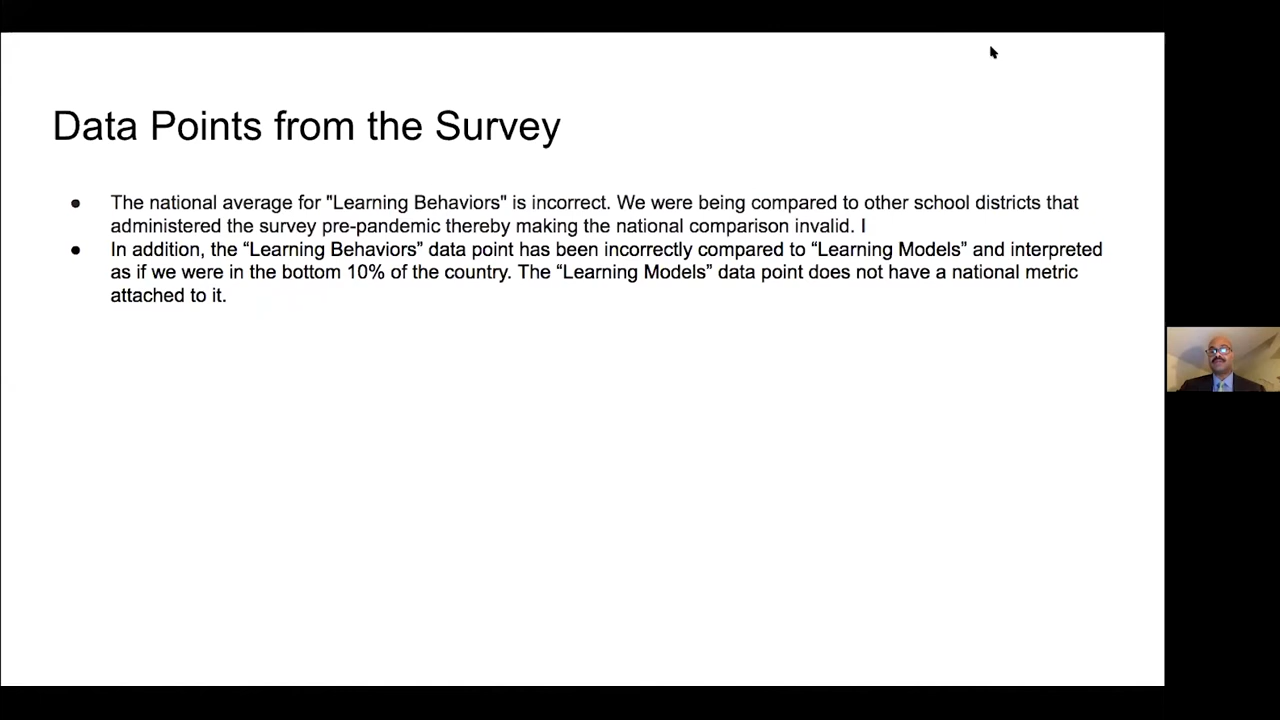 Data Points from the Survey
● The national average for "Learning Behaviors" is incorrect. We were being compared to other school districts that
administered the survey pre-pandemic thereby making the national comparison invalid. I
● In addition, the “Learning Behaviors” data point has been incorrectly compared to “Learning Models” and interpreted
as if we were in the bottom 10% of the country. The “Learning Models” data point does not have a national metric
attached to it.